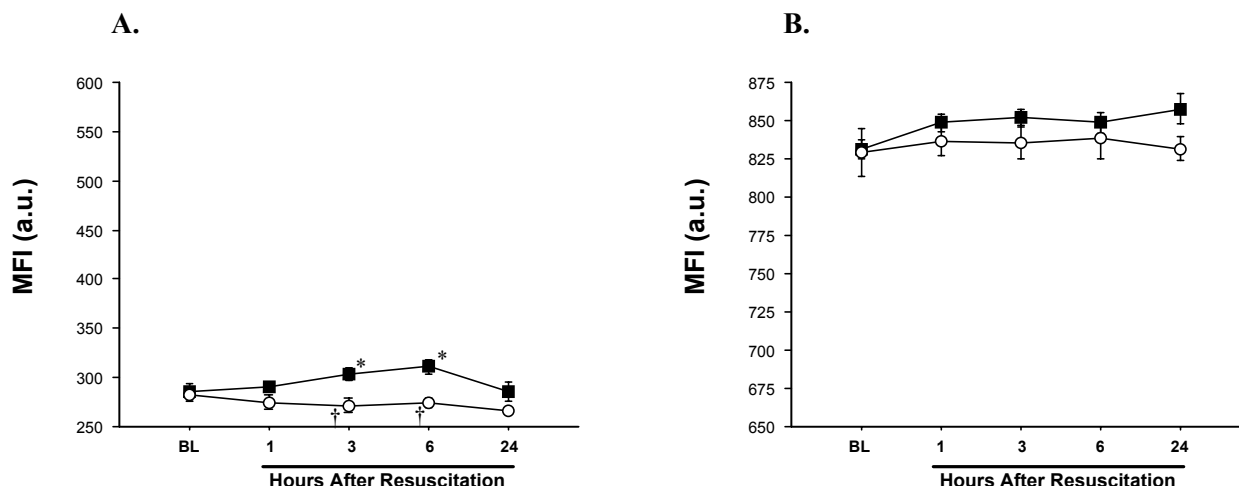 A.
600
550
500
450
400
350
300
250
MFI (a.u.)
*
*
†
†
BL 1 3 6 24
Hours After Resuscitation
B.
875
850
825
800
775
750
725
700
675
650
MFI (a.u.)
BL 1 3 6 24
Hours After Resuscitation